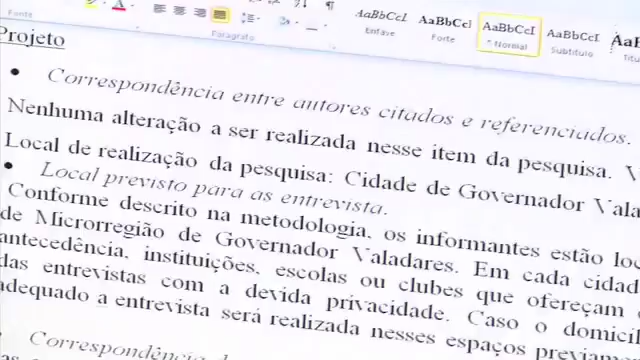 Fonte
Parágrafo
AaBbCcI AaBbCcI AaBbCcI AaBbCcI
Ênfase Forte Normal Subtítulo
Projeto
• Correspondência entre autores citados e referenciados.
Nenhuma alteração a ser realizada nesse item da pesquisa.
Local de realização da pesquisa: Cidade de Governador
• Local previsto para as entrevista.
Conforme descrito na metodologia, os informantes estão
de Microrregião de Governador Valadares. Em cada
antecedência, instituições, escolas ou clubes que ofereçam
das entrevistas com a devida privacidade. Caso o
adequado a entrevista será realizada nesses espaços
Correspondência